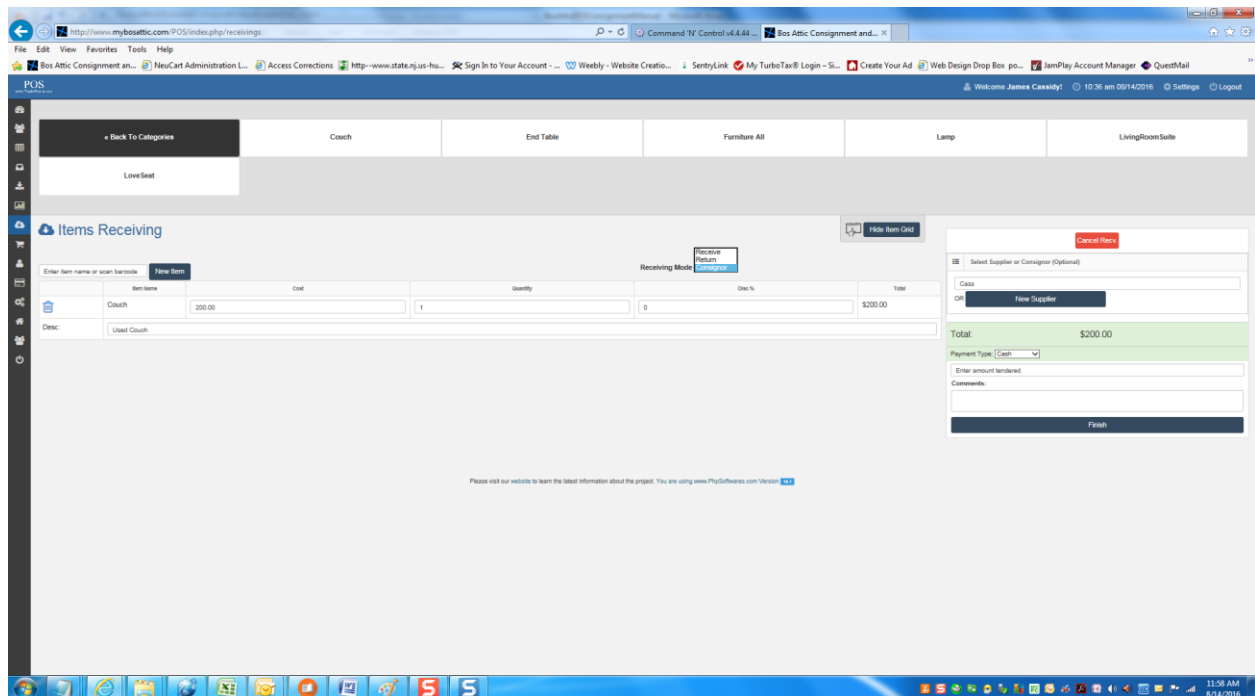 http://www.mybosattic.com/POS/index.php/receivings
Command 'N' Control v4.4.44 ...
Bos Attic Consignment and...
File Edit View Favorites Tools Help
Bos Attic Consignment an... NeuCart Administration L... Access Corrections http--www.state.nj.us-hu... Sign In to Your Account - ... Weebly - Website Creatio... SentryLink My TurboTax® Login – Si... Create Your Ad Web Design Drop Box po... JamPlay Account Manager QuestMail
POS
Welcome James Cassidy! 10:36 am 08/14/2016 Settings Logout
« Back To Categories Couch End Table Furniture All Lamp LivingRoomSuite
LoveSeat
Items Receiving
Hide Item Grid
Cancel Recv.
Receive
Return
Receiving Mode Consignor
Select Supplier or Consignor (Optional)
Enter item name or scan barcode New Item
Cass
OR New Supplier
Item Name Cost Quantity Disc % Total
Couch 200.00 1 0 $200.00
Desc: Used Couch
Total: $200.00
Payment Type: Cash
Enter amount tendered
Comments:
Finish
Please visit our website to learn the latest information about the project. You are using www.PhpSoftwares.com Version
11:58 AM
8/14/2016